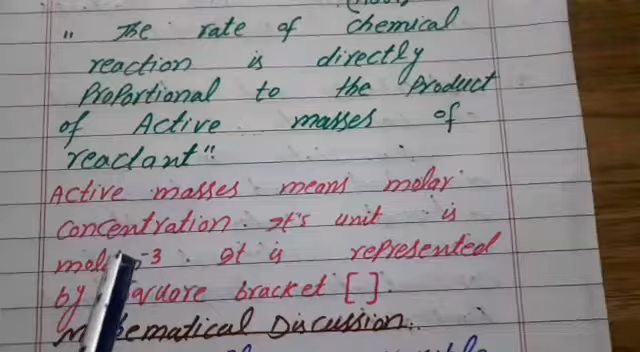 " The rate of chemical
reaction is directly
Proportional to the Product
of Active masses of
reactant".
Active masses means molar
Concentration. It's unit is
-3. It is represented
by bracket [ ].
Discussion.